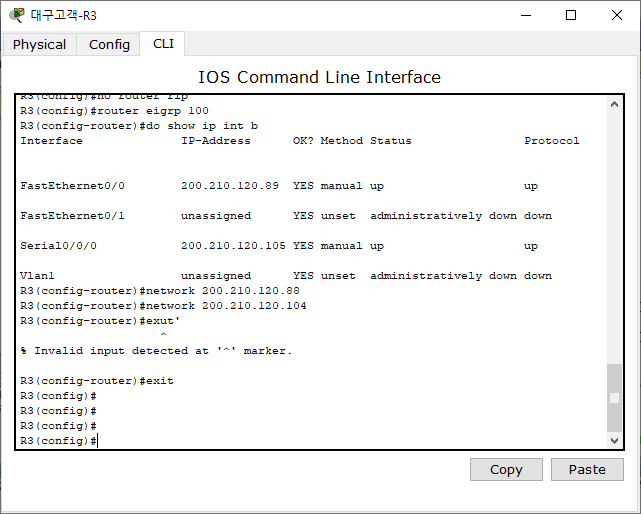 대구고객-R3
Physical Config CLI
IOS Command Line Interface
R3(config)#no router rip
R3(config)#router eigrp 100
R3(config-router)#do show ip int b
Interface IP-Address OK? Method Status Protocol
FastEthernet0/0 200.210.120.89 YES manual up up
FastEthernet0/1 unassigned YES unset administratively down down
Serial0/0/0 200.210.120.105 YES manual up up
Vlan1 unassigned YES unset administratively down down
R3(config-router)#network 200.210.120.88
R3(config-router)#network 200.210.120.104
R3(config-router)#exut'
^
% Invalid input detected at '^' marker.
R3(config-router)#exit
R3(config)#
R3(config)#
R3(config)#
R3(config)#
Copy Paste